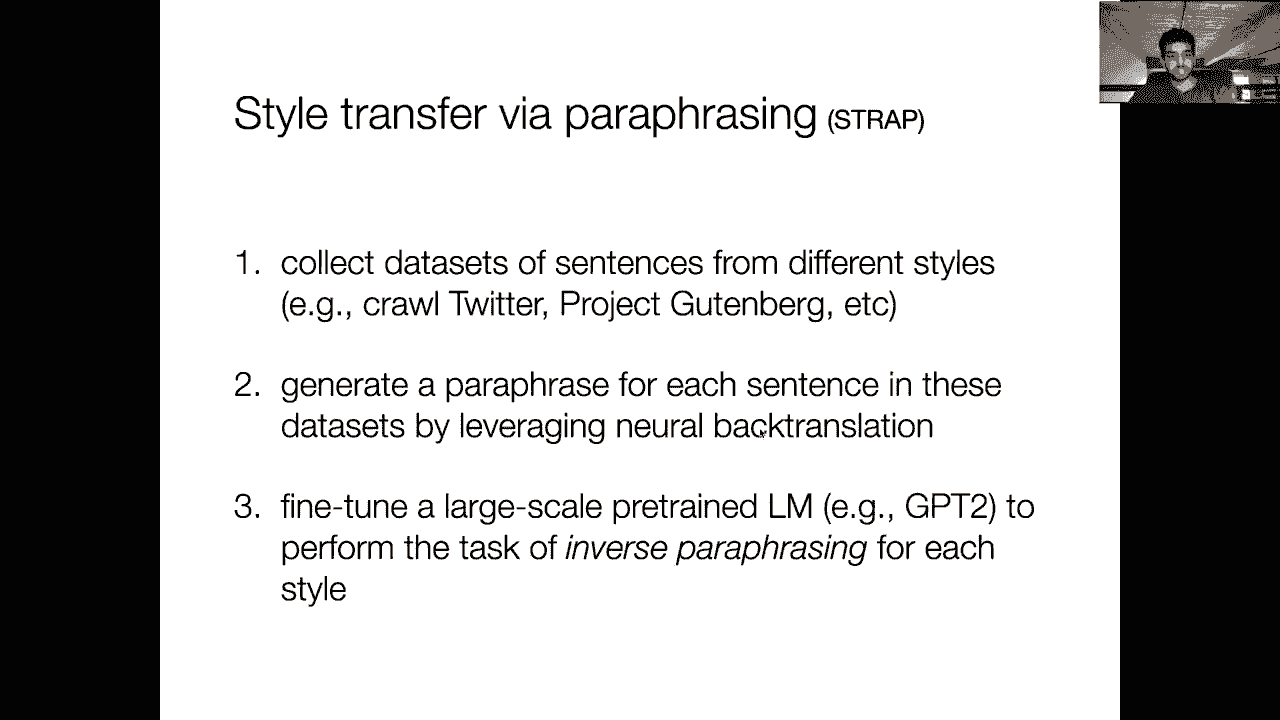 Style transfer via paraphrasing (STRAP)
1. collect datasets of sentences from different styles
(e.g., crawl Twitter, Project Gutenberg, etc)
2. generate a paraphrase for each sentence in these
datasets by leveraging neural backtranslation
3. fine-tune a large-scale pretrained LM (e.g., GPT2) to
perform the task of inverse paraphrasing for each
style